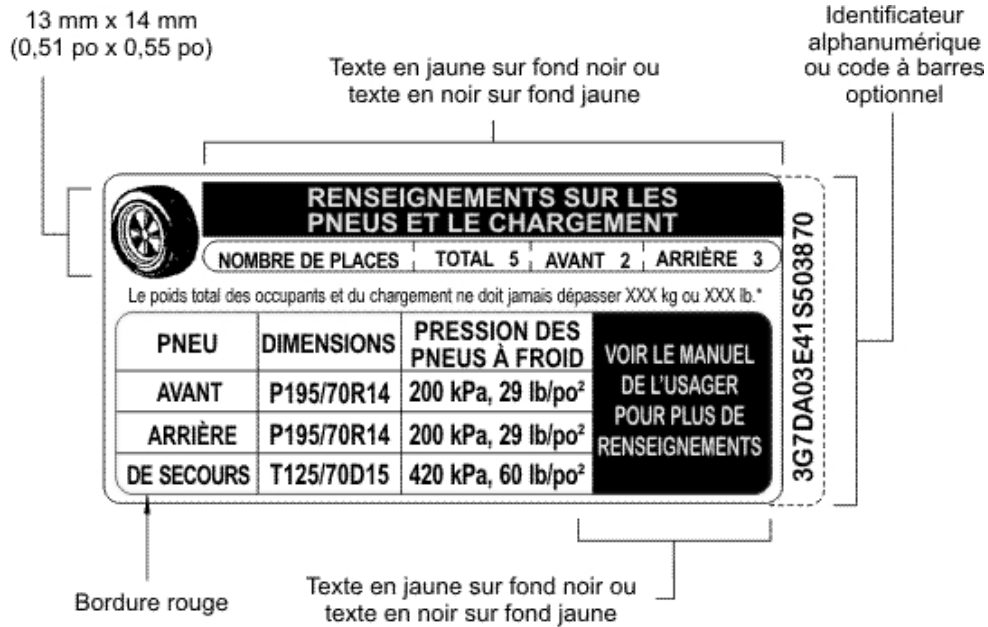 13 mm x 14 mm
(0,51 po x 0,55 po)
Texte en jaune sur fond noir ou
texte en noir sur fond jaune
Identificateur
alphanumérique
ou code à barres
optionnel
RENSEIGNEMENTS SUR LES
PNEUS ET LE CHARGEMENT
NOMBRE DE PLACES TOTAL 5 AVANT 2 ARRIÈRE 3
Le poids total des occupants et du chargement ne doit jamais dépasser XXX kg ou XXX lb.*
PNEU DIMENSIONS PRESSION DES
PNEUS À FROID
AVANT P195/70R14 200 kPa, 29 lb/po²
ARRIÈRE P195/70R14 200 kPa, 29 lb/po²
DE SECOURS T125/70D15 420 kPa, 60 lb/po²
VOIR LE MANUEL
DE L'USAGER
POUR PLUS DE
RENSEIGNEMENTS
3G7DA03E41S503870
Bordure rouge
Texte en jaune sur fond noir ou
texte en noir sur fond jaune